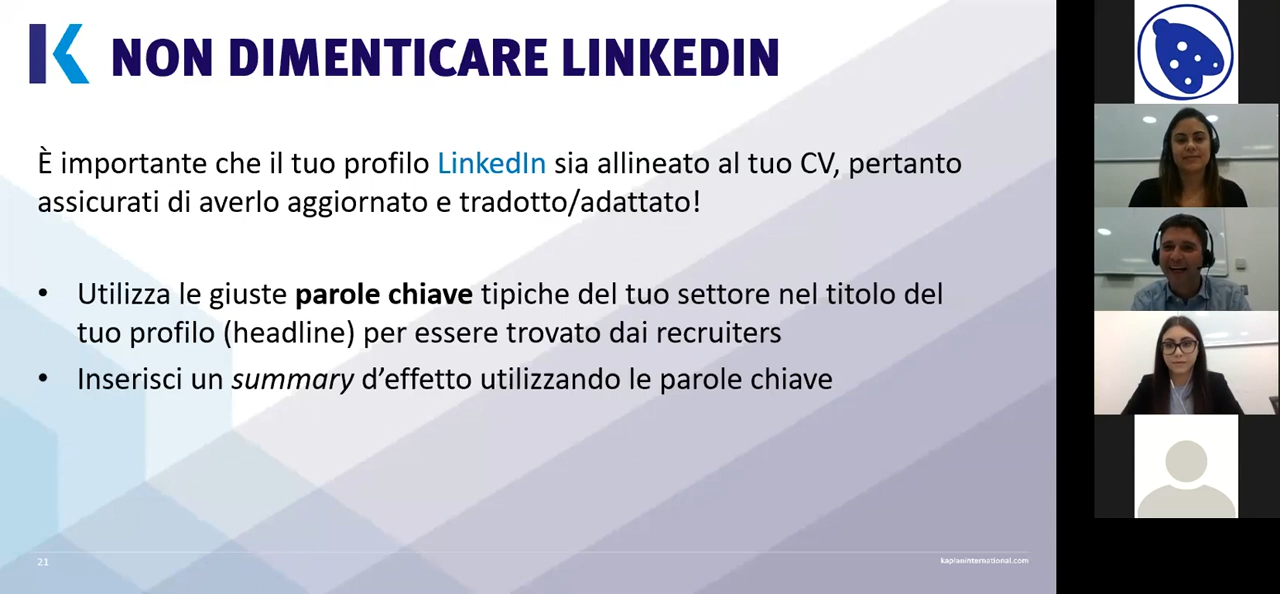 K NON DIMENTICARE LINKEDIN
È importante che il tuo profilo LinkedIn sia allineato al tuo CV, pertanto
assicurati di averlo aggiornato e tradotto/adattato!
• Utilizza le giuste parole chiave tipiche del tuo settore nel titolo del
tuo profilo (headline) per essere trovato dai recruiters
• Inserisci un summary d’effetto utilizzando le parole chiave
21
kaplaninternational.com